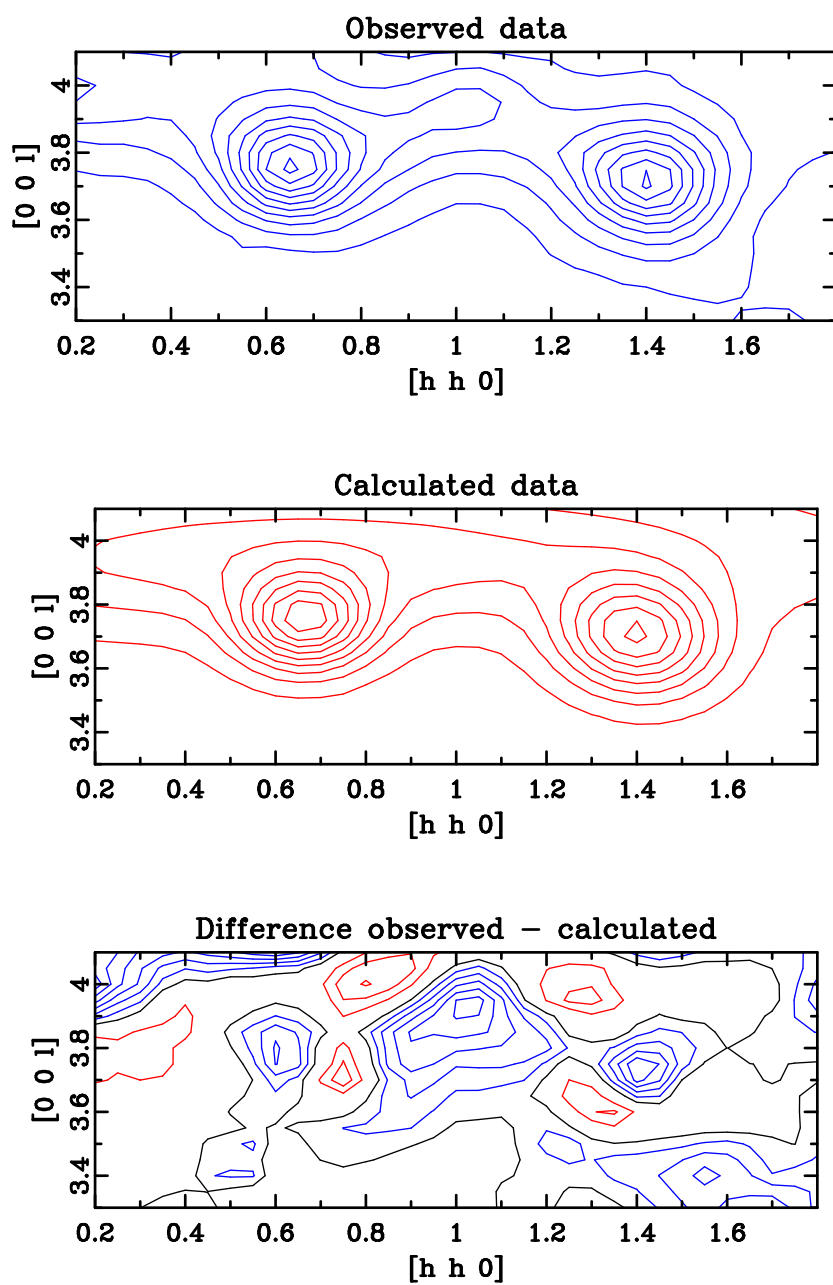 Observed data
[0 0 l]
3.4 3.6 3.8 4
0.2 0.4 0.6 0.8 1 1.2 1.4 1.6
[h h 0]
Calculated data
[0 0 l]
3.4 3.6 3.8 4
0.2 0.4 0.6 0.8 1 1.2 1.4 1.6
[h h 0]
Difference observed − calculated
[0 0 l]
3.4 3.6 3.8 4
0.2 0.4 0.6 0.8 1 1.2 1.4 1.6
[h h 0]